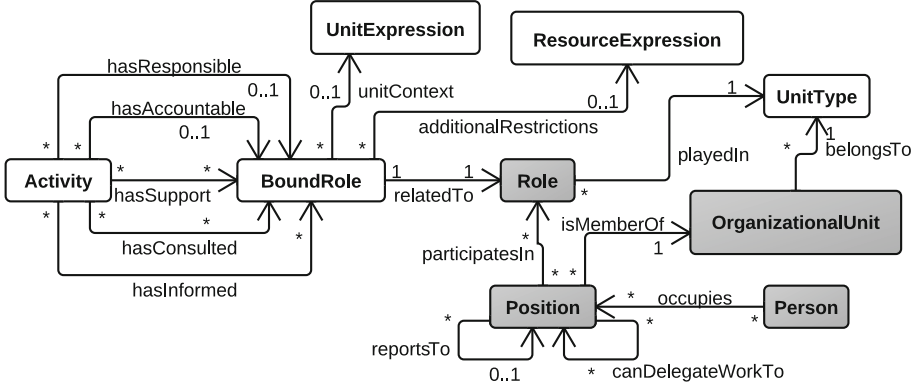 UnitExpression
ResourceExpression
hasResponsible
0..1
hasAccountable
0..1
0..1
unitContext
0..1
additionalRestrictions
1
UnitType
*
*
*
*
*
1
belongsTo
playedIn
Activity
*
*
hasSupport
BoundRole
1
1
relatedTo
Role
*
*
*
*
hasConsulted
*
*
hasInformed
participatesIn
*
isMemberOf
1
OrganizationalUnit
*
*
Position
*
occupies
*
Person
*
reportsTo
0..1
*
*
canDelegateWorkTo